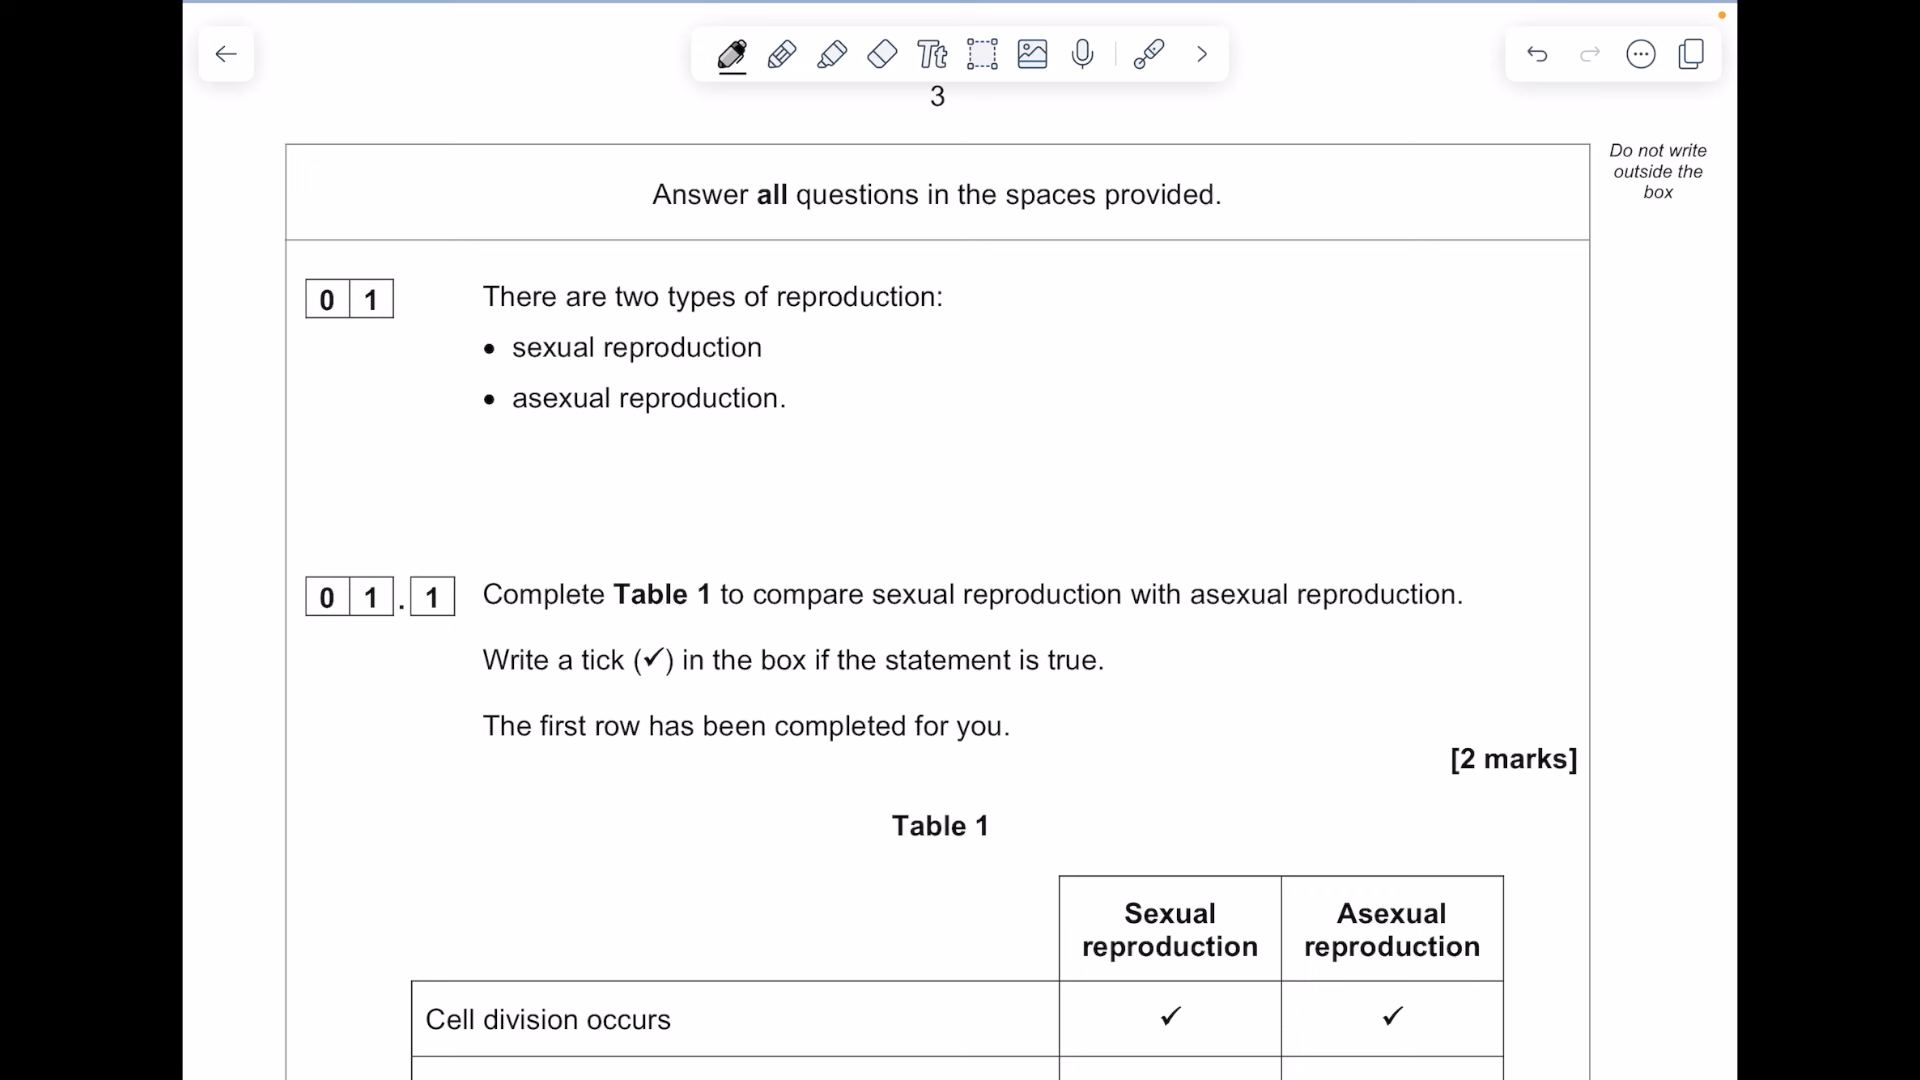 Tt
3
Do not write
outside the
box
Answer all questions in the spaces provided.
0 1 There are two types of reproduction:
• sexual reproduction
• asexual reproduction.
0 1 . 1 Complete Table 1 to compare sexual reproduction with asexual reproduction.
Write a tick (✓) in the box if the statement is true.
The first row has been completed for you.
[2 marks]
Table 1
Sexual reproduction
Asexual reproduction
Cell division occurs ✓ ✓